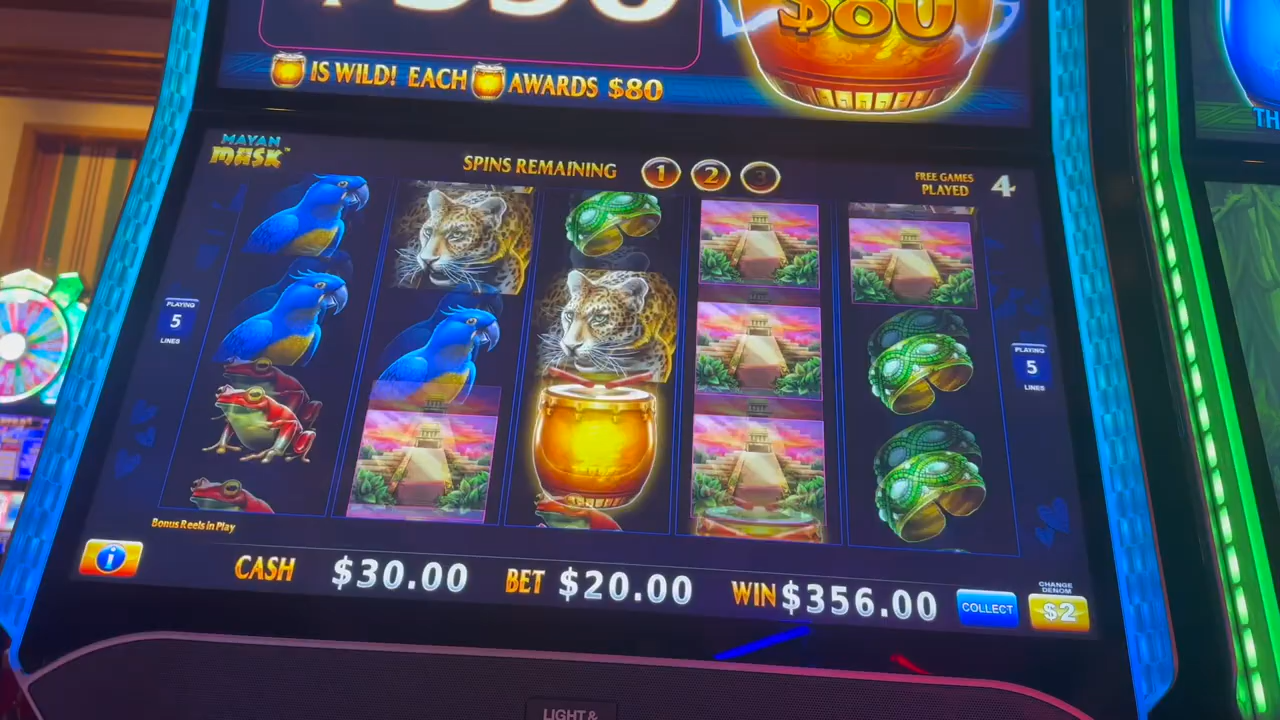 $80
IS WILD! EACH AWARDS $80
MAYAN
MASK™
SPINS REMAINING 1 2 3
FREE GAMES
PLAYED 4
PLAYING
5
LINES
PLAYING
5
LINES
Bonus Reels in Play
CASH $30.00 BET $20.00 WIN $356.00
COLLECT
CHANGE
DENOM
$2
LIGHT &
TH